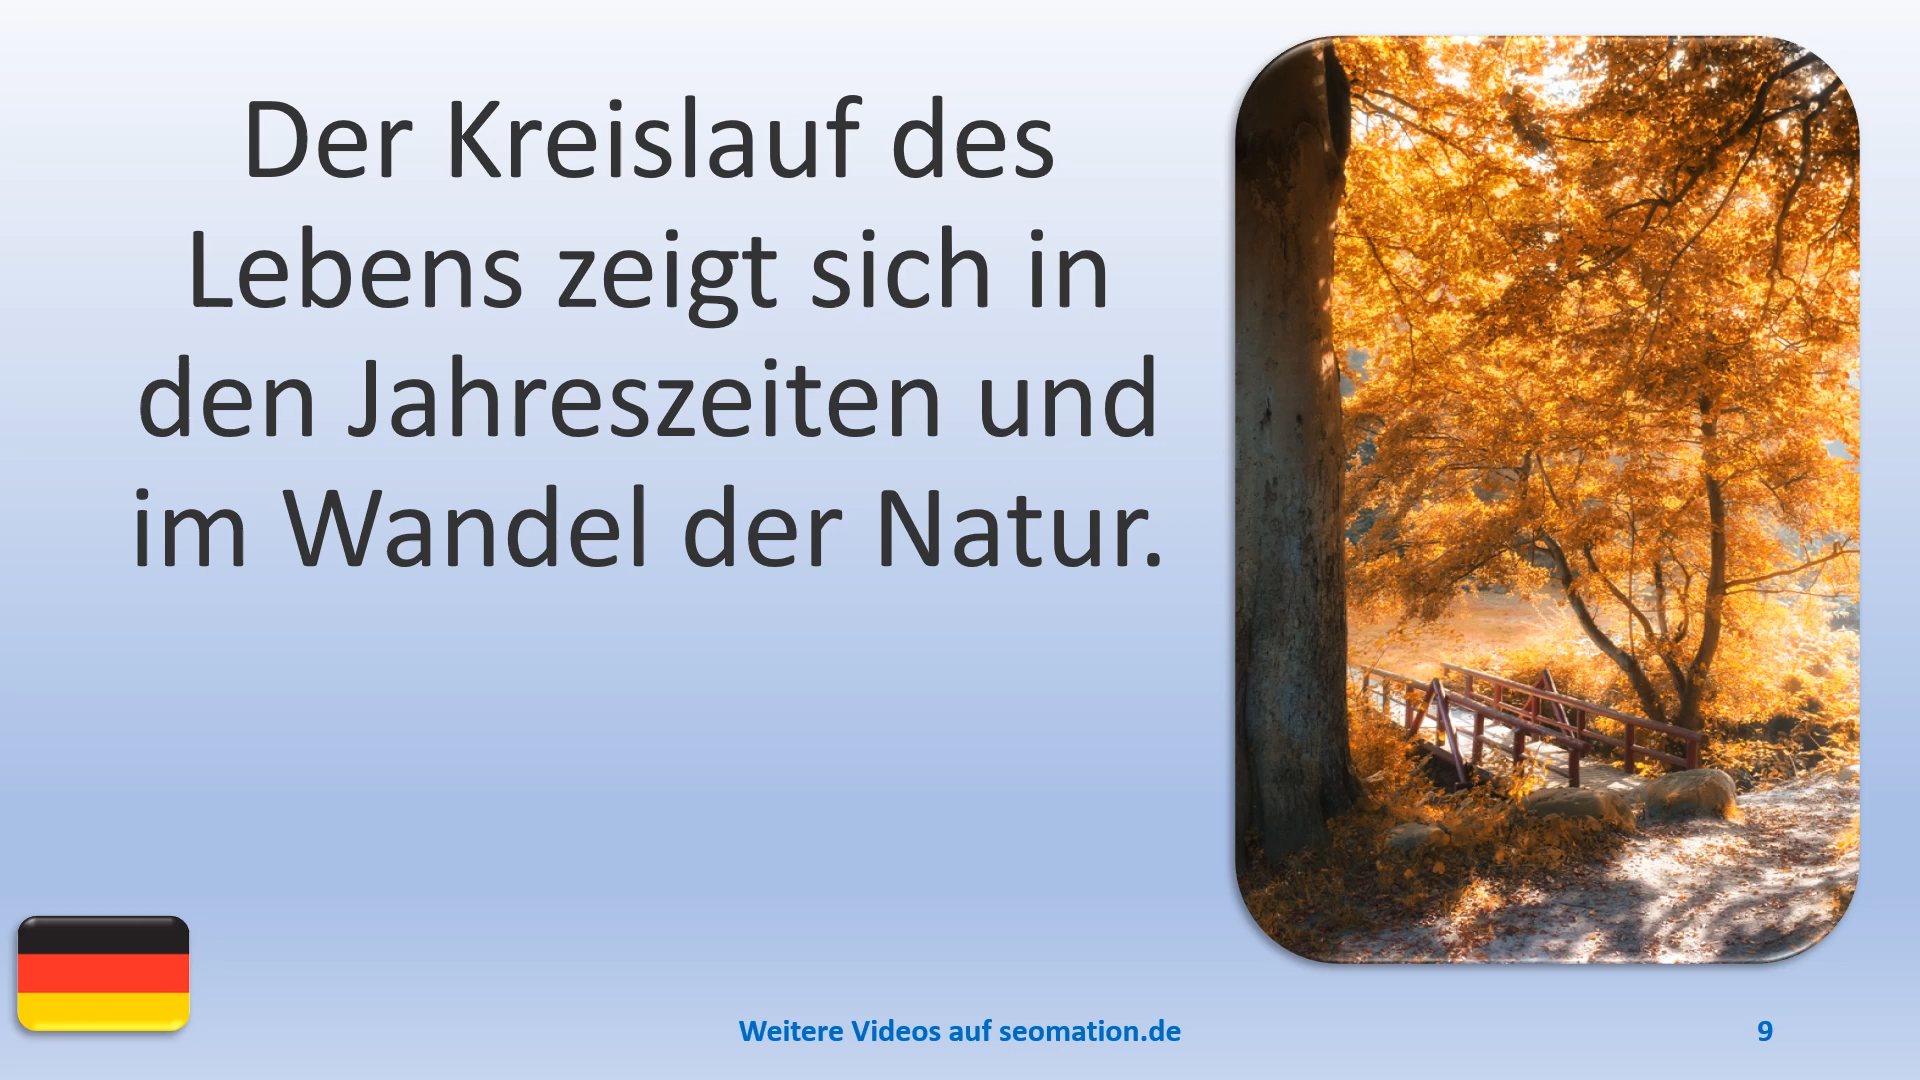 Der Kreislauf des
Lebens zeigt sich in
den Jahreszeiten und
im Wandel der Natur.
Weitere Videos auf seomation.de
9